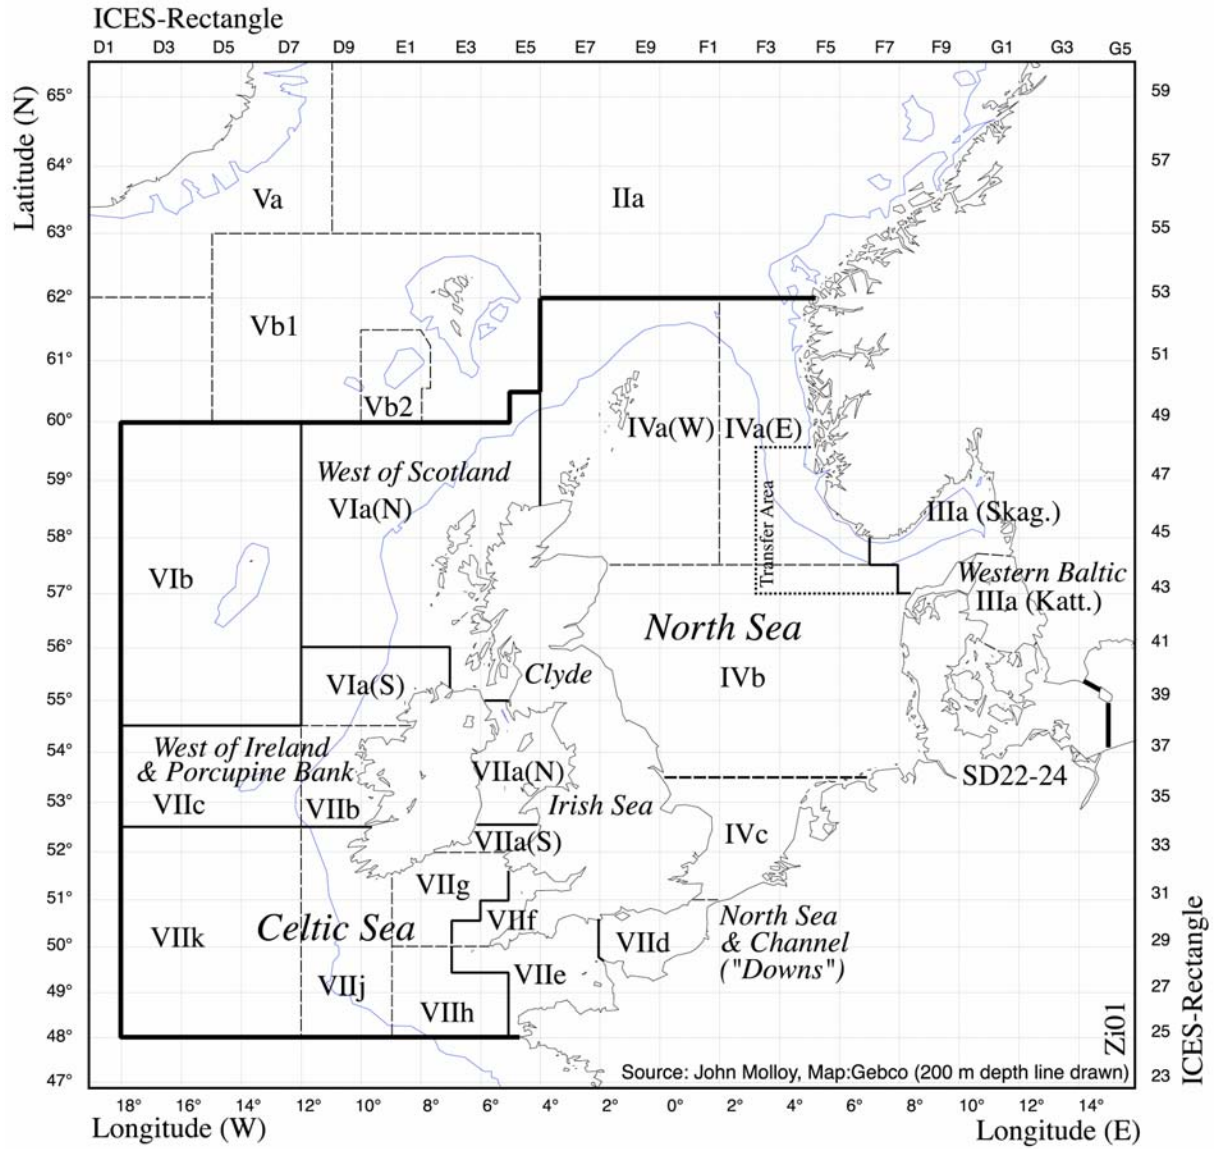 ICES-Rectangle
D1 D3 D5 D7 D9 E1 E3 E5 E7 E9 F1 F3 F5 F7 F9 G1 G3 G5
Latitude (N)
65°
64°
63°
62°
61°
60°
59°
58°
57°
56°
55°
54°
53°
52°
51°
50°
49°
48°
47°
Va
IIa
Vb1
Vb2
IVa(W)
IVa(E)
West of Scotland
VIa(N)
Transfer Area
IIIa (Skag.)
VIb
Western Baltic
IIIa (Katt.)
North Sea
IVb
Clyde
VIa(S)
West of Ireland
& Porcupine Bank
VIIc
VIIb
VIIa(N)
Irish Sea
VIIa(S)
SD22-24
IVc
VIIg
VIIf
Celtic Sea
VIIk
VIIj
VIIh
VIIe
VIId
North Sea
& Channel
("Downs")
Zi01
Source: John Molloy, Map:Gebco (200 m depth line drawn)
59
57
55
53
51
49
47
45
43
41
39
37
35
33
31
29
27
25
23
ICES-Rectangle
18° 16° 14° 12° 10° 8° 6° 4° 2° 0° 2° 4° 6° 8° 10° 12° 14°
Longitude (W)
Longitude (E)